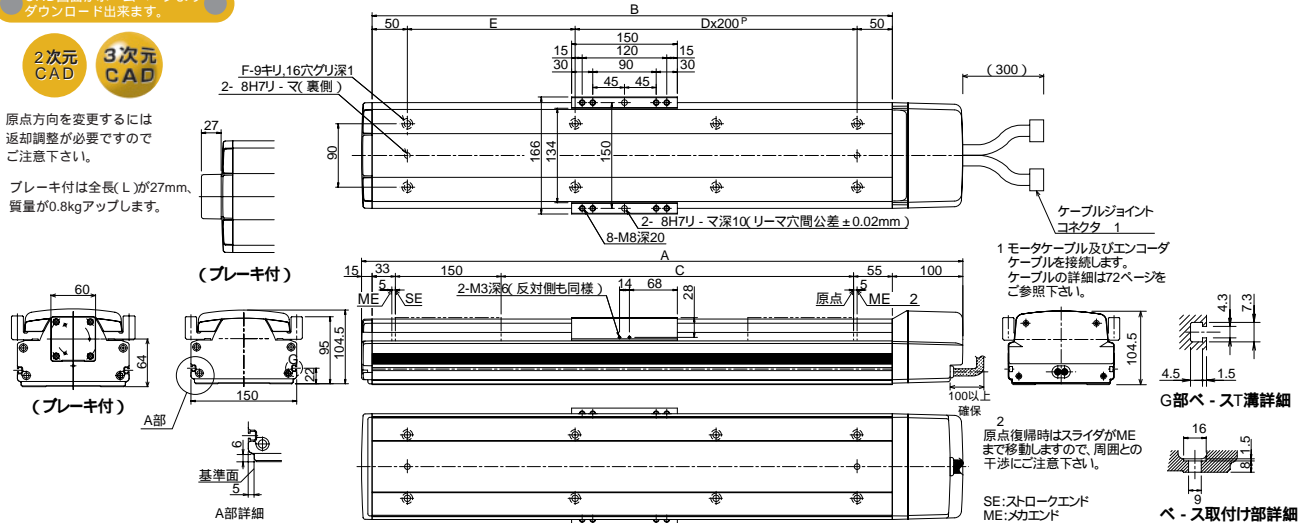 ダウンロード出来ます。
2次元
CAD
3次元
CAD
原点方向を変更するには
返却調整が必要ですので
ご注意下さい。
ブレーキ付は全長(L)が27mm、
質量が0.8kgアップします。
27
(ブレーキ付)
B
50
E
Dx200P
50
150
15
120
15
30
90
30
45
45
F-9キリ,16穴グリ深1
2- 8H7リ-マ(裏側)
90
166
134
150
(300)
2- 8H7リ-マ深10(リーマ穴間公差±0.02mm)
8-M8深20
ケーブルジョイント
コネクタ 1
1 モータケーブル及びエンコーダ
ケーブルを接続します。
ケーブルの詳細は72ページを
ご参照下さい。
A
15
33
150
C
55
100
5
ME
SE
2-M3深6(反対側も同様)
14
68
28
原点
5
ME 2
60
64
(ブレーキ付)
G
95
104.5
22
150
A部
100以上
確保
104.5
4.3
7.3
4.5
1.5
G部ベ-スT溝詳細
6
基準面
5
A部詳細
2
原点復帰時はスライダがME
まで移動しますので、周囲との
干渉にご注意下さい。
SE:ストロークエンド
ME:メカエンド
16
1.5
8
9
ベ-ス取付け部詳細